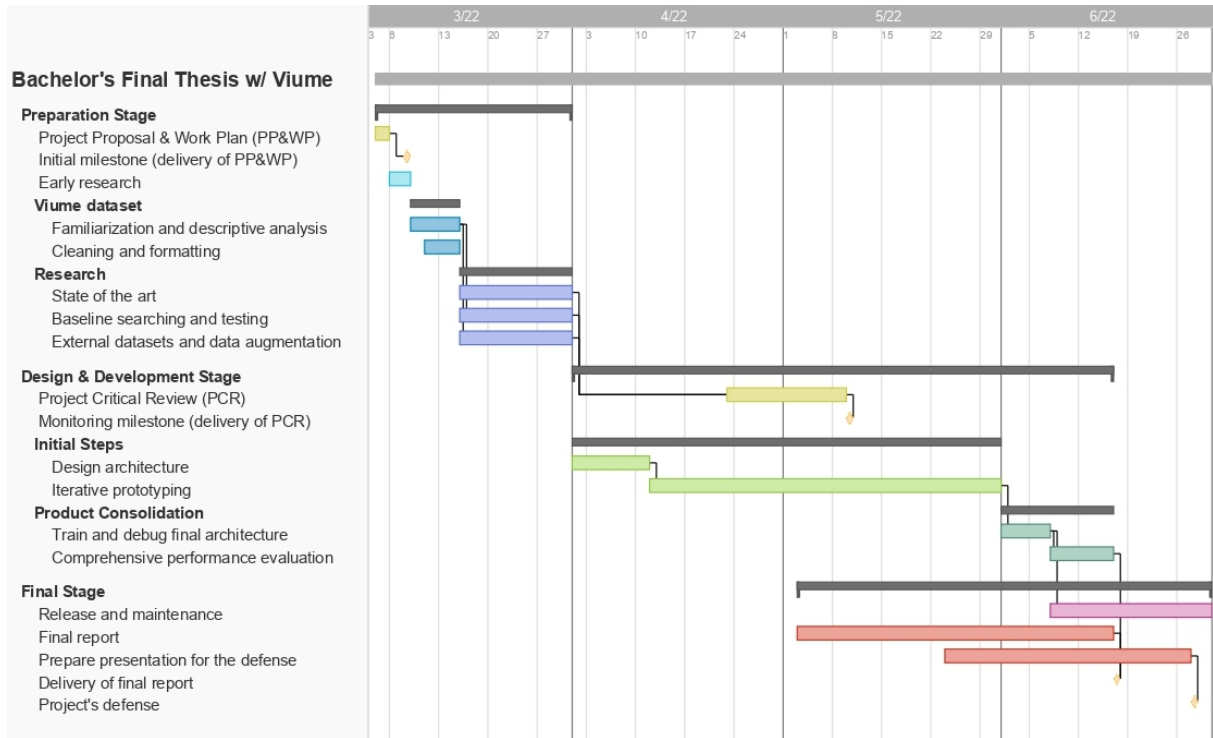 3/22 4/22 5/22 6/22
3 8 13 20 27 3 10 17 24 1 8 15 22 29 5 12 19 26
Bachelor's Final Thesis w/ Viume
Preparation Stage
Project Proposal & Work Plan (PP&WP)
Initial milestone (delivery of PP&WP)
Early research
Viume dataset
Familiarization and descriptive analysis
Cleaning and formatting
Research
State of the art
Baseline searching and testing
External datasets and data augmentation
Design & Development Stage
Project Critical Review (PCR)
Monitoring milestone (delivery of PCR)
Initial Steps
Design architecture
Iterative prototyping
Product Consolidation
Train and debug final architecture
Comprehensive performance evaluation
Final Stage
Release and maintenance
Final report
Prepare presentation for the defense
Delivery of final report
Project's defense